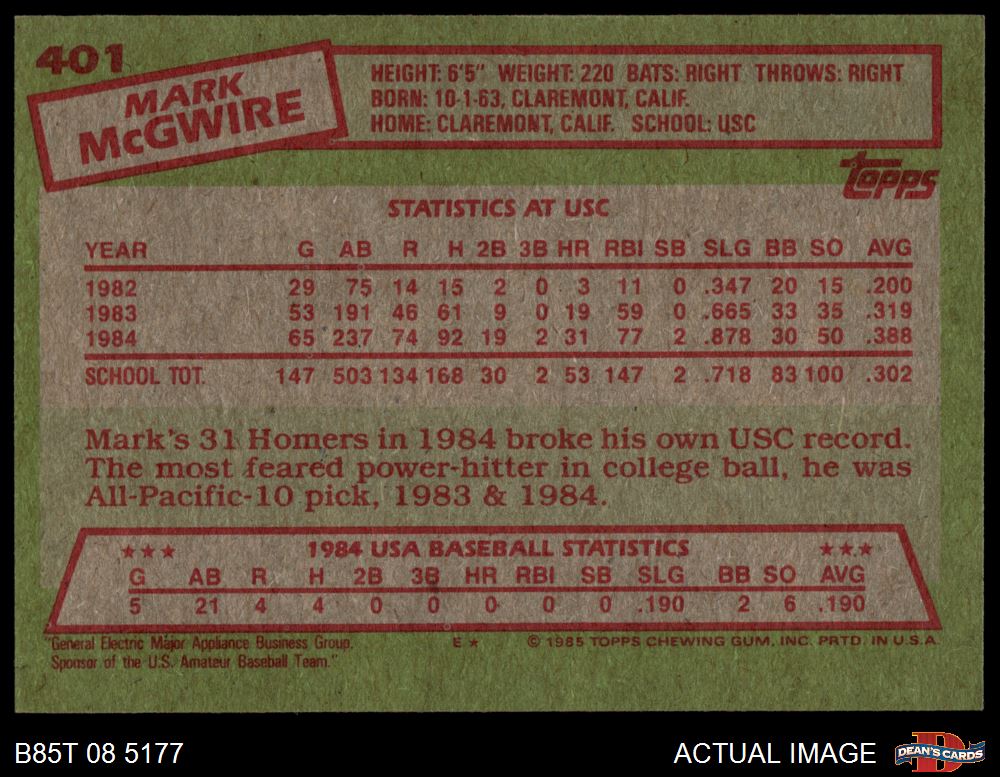 401
MARK
McGWIRE
HEIGHT: 6'5" WEIGHT: 220 BATS: RIGHT THROWS: RIGHT
BORN: 10-1-63, CLAREMONT, CALIF.
HOME: CLAREMONT, CALIF. SCHOOL: USC
topps
STATISTICS AT USC
YEAR G AB R H 2B 3B HR RBI SB SLG BB SO AVG
1982 29 75 14 15 2 0 3 11 0 .347 20 15 .200
1983 53 191 46 61 9 0 19 59 0 .665 33 35 .319
1984 65 237 74 92 19 2 31 77 2 .878 30 50 .388
SCHOOL TOT. 147 503 134 168 30 2 53 147 2 .718 83 100 .302
Mark's 31 Homers in 1984 broke his own USC record.
The most feared power-hitter in college ball, he was
All-Pacific-10 pick, 1983 & 1984.
★★★ 1984 USA BASEBALL STATISTICS ★★★
G AB R H 2B 3B HR RBI SB SLG BB SO AVG
5 21 4 4 0 0 0 0 0 .190 2 6 .190
"General Electric Major Appliance Business Group, E ★ © 1985 TOPPS CHEWING GUM, INC. PRTD. IN U.S.A.
Sponsor of the U.S. Amateur Baseball Team."
B85T 08 5177 ACTUAL IMAGE DEAN'S CARDS